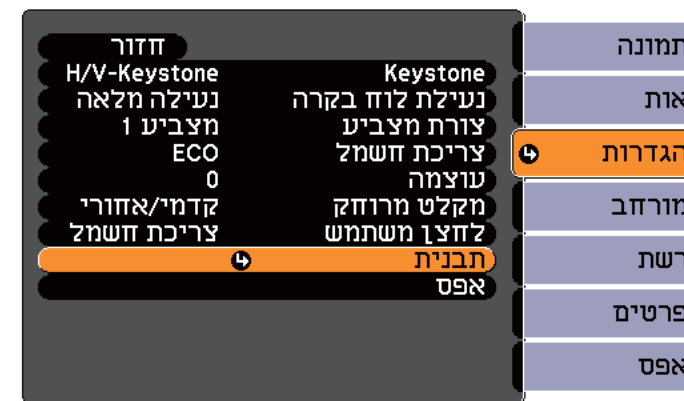 תמונה
אות
הגדרות
מורחב
רשת
פרטים
אפס
חזור
Keystone H/V-Keystone
נעילת לוח בקרה נעילה מלאה
צורת מצביע מצביע 1
צריכת חשמל ECO
עוצמה 0
מקלט מרוחק קדמי/אחורי
לחצן משתמש צריכת חשמל
תבנית
אפס